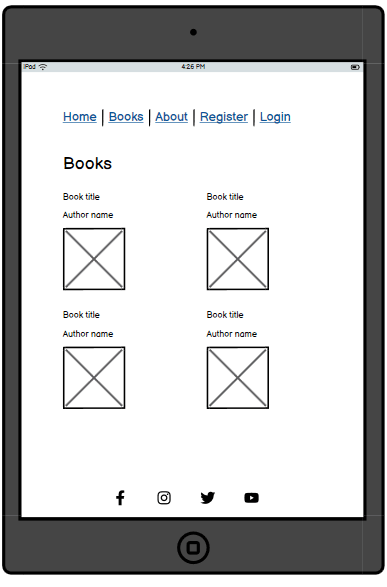 iPad
4:26 PM
Home Books About Register Login
Books
Book title Book title
Author name Author name
Book title Book title
Author name Author name